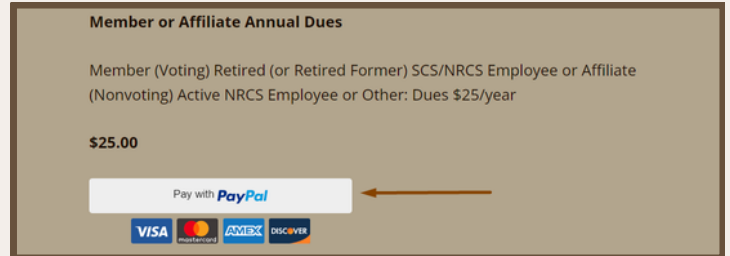 Member or Affiliate Annual Dues
Member (Voting) Retired (or Retired Former) SCS/NRCS Employee or Affiliate
(Nonvoting) Active NRCS Employee or Other: Dues $25/year
$25.00
Pay with PayPal
VISA mastercard AMEX DISCOVER